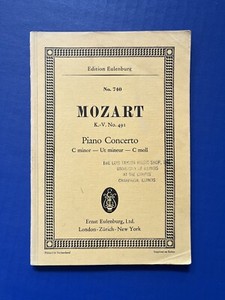 Edition Eulenburg
No. 740
MOZART
K.-V. No. 491
Piano Concerto
C minor — Ut mineur — C moll
Ernst Eulenburg, Ltd.
London-Zürich-New York